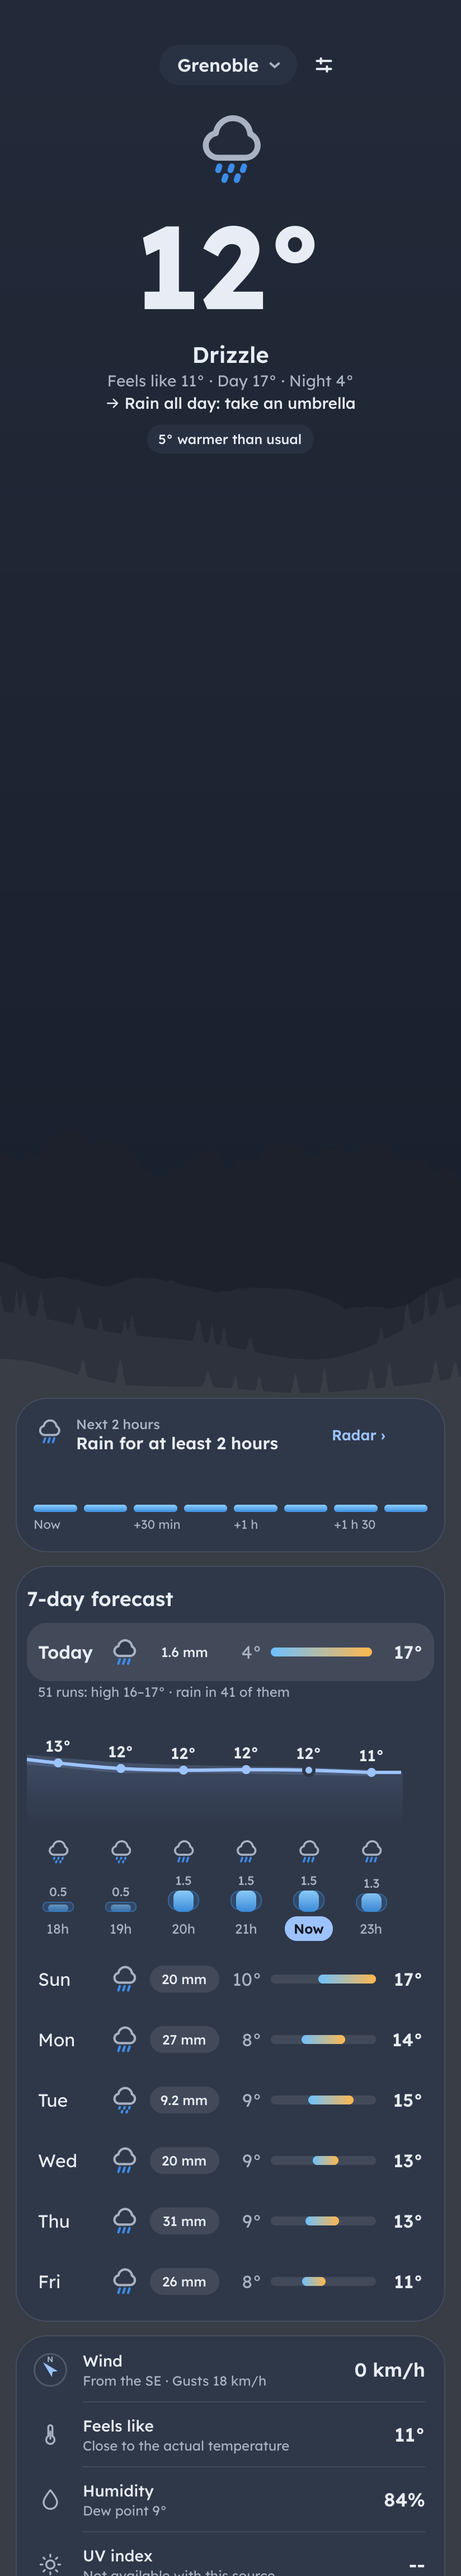 Grenoble
12°
Drizzle
Feels like 11° · Day 17° · Night 4°
→ Rain all day: take an umbrella
5° warmer than usual
Next 2 hours
Rain for at least 2 hours
Radar ›
Now +30 min +1 h +1 h 30
7-day forecast
Today 1.6 mm 4° 17°
51 runs: high 16–17° · rain in 41 of them
13° 12° 12° 12° 12° 11°
0.5 0.5 1.5 1.5 1.5 1.3
18h 19h 20h 21h Now 23h
Sun 20 mm 10° 17°
Mon 27 mm 8° 14°
Tue 9.2 mm 9° 15°
Wed 20 mm 9° 13°
Thu 31 mm 9° 13°
Fri 26 mm 8° 11°
N
Wind
From the SE · Gusts 18 km/h
0 km/h
Feels like
Close to the actual temperature
11°
Humidity
Dew point 9°
84%
UV index
Not available with this source
--